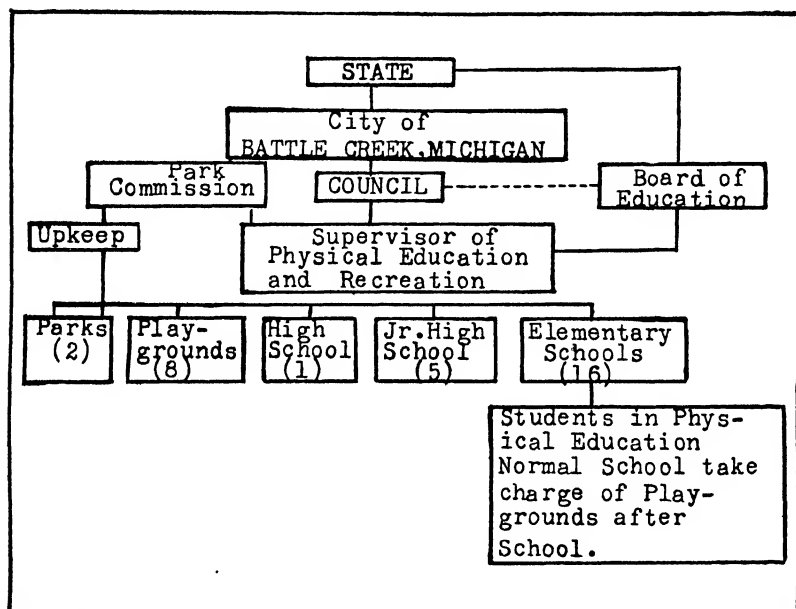 STATE
City of
BATTLE CREEK, MICHIGAN
Park
Commission
COUNCIL
Board of
Education
Upkeep
Supervisor of
Physical Education
and Recreation
Parks
(2)
Play-
grounds
(8)
High
School
(1)
Jr. High
School
(5)
Elementary
Schools
(16)
Students in Phys-
ical Education
Normal School take
charge of Play-
grounds after
School.